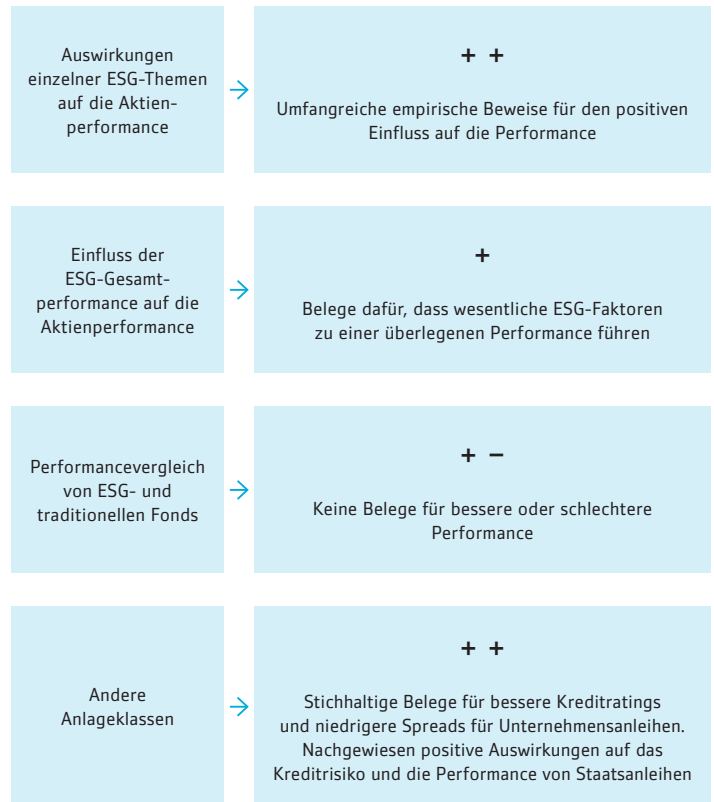 Auswirkungen
einzelner ESG-Themen
auf die Aktien-
performance
→
+ +
Umfangreiche empirische Beweise für den positiven
Einfluss auf die Performance
Einfluss der
ESG-Gesamt-
performance auf die
Aktienperformance
→
+
Belege dafür, dass wesentliche ESG-Faktoren
zu einer überlegenen Performance führen
Performancevergleich
von ESG- und
traditionellen Fonds
→
+ −
Keine Belege für bessere oder schlechtere
Performance
Andere
Anlageklassen
→
+ +
Stichhaltige Belege für bessere Kreditratings
und niedrigere Spreads für Unternehmensanleihen.
Nachgewiesen positive Auswirkungen auf das
Kreditrisiko und die Performance von Staatsanleihen